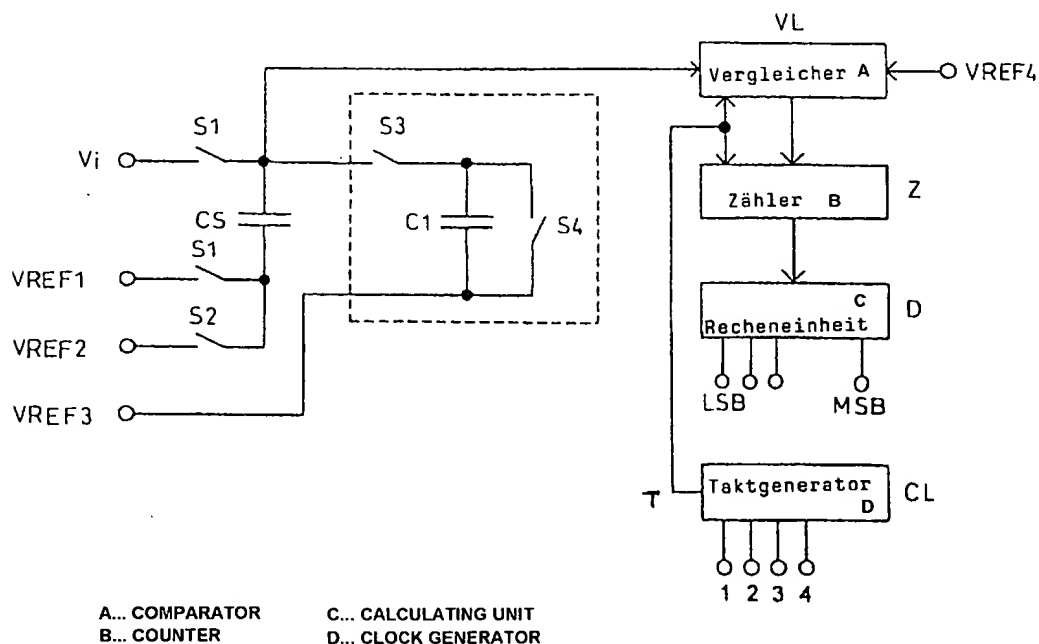 VL
Vergleicher A
VREF4
S1
S3
Vi
Zähler B
Z
CS
C1
S4
S1
VREF1
C
Recheneinheit
D
S2
VREF2
LSB
MSB
VREF3
T
Taktgenerator
D
CL
1 2 3 4
A... COMPARATOR
C... CALCULATING UNIT
B... COUNTER
D... CLOCK GENERATOR